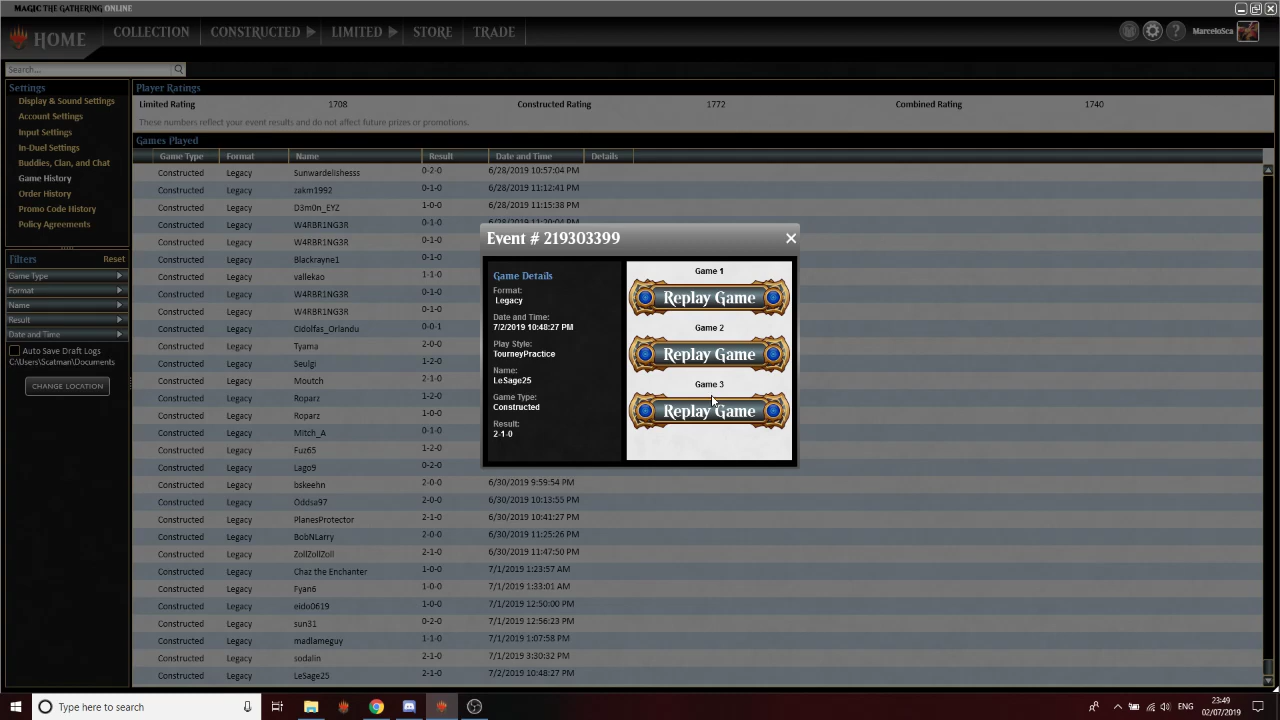 MAGIC THE GATHERING ONLINE
HOME
COLLECTION
CONSTRUCTED
LIMITED
STORE
TRADE
MarceloSca
Search...
Settings
Display & Sound Settings
Account Settings
Input Settings
In-Duel Settings
Buddies, Clan, and Chat
Game History
Order History
Promo Code History
Policy Agreements
Filters Reset
Game Type
Format
Name
Result
Date and Time
Auto Save Draft Logs
C:\Users\Scatman\Documents
CHANGE LOCATION
Player Ratings
Limited Rating 1708 Constructed Rating 1772 Combined Rating 1740
These numbers reflect your event results and do not affect future prizes or promotions.
Games Played
Game Type Format Name Result Date and Time Details
Constructed Legacy Sunwardelishesss 0-2-0 6/28/2019 10:57:04 PM
Constructed Legacy zakm1992 0-1-0 6/28/2019 11:12:41 PM
Constructed Legacy D3m0n_EYZ 1-0-0 6/28/2019 11:15:38 PM
Constructed Legacy W4RBR1NG3R 0-1-0 6/28/2019 11:20:04 PM
Constructed Legacy W4RBR1NG3R 0-1-0
Constructed Legacy Blackrayne1 0-1-0
Constructed Legacy vallekao 1-1-0
Constructed Legacy W4RBR1NG3R 0-1-0
Constructed Legacy W4RBR1NG3R 0-1-0
Constructed Legacy Cidolfas_Orlandu 0-0-1
Constructed Legacy Tyama 2-0-0
Constructed Legacy Seulgi 1-2-0
Constructed Legacy Moutch 2-1-0
Constructed Legacy Roparz 1-2-0
Constructed Legacy Roparz 1-0-0
Constructed Legacy Mitch_A 0-1-0
Constructed Legacy Fuz65 1-2-0
Constructed Legacy Lago9 0-2-0
Constructed Legacy bskeehn 2-0-0 6/30/2019 9:59:54 PM
Constructed Legacy Oddsa97 2-0-0 6/30/2019 10:13:55 PM
Constructed Legacy PlanesProtector 2-1-0 6/30/2019 10:41:27 PM
Constructed Legacy BobNLarry 2-0-0 6/30/2019 11:25:26 PM
Constructed Legacy ZollZollZoll 2-1-0 6/30/2019 11:47:50 PM
Constructed Legacy Chaz the Enchanter 1-0-0 7/1/2019 1:23:57 AM
Constructed Legacy Fyan6 1-0-0 7/1/2019 1:33:01 AM
Constructed Legacy eido0619 1-0-0 7/1/2019 12:50:00 PM
Constructed Legacy sun31 0-2-0 7/1/2019 12:56:23 PM
Constructed Legacy madlameguy 1-1-0 7/1/2019 1:07:58 PM
Constructed Legacy sodalin 2-1-0 7/1/2019 3:30:32 PM
Constructed Legacy LeSage25 2-1-0 7/2/2019 10:48:27 PM
Event # 219303399
Game Details
Format:
Legacy
Date and Time:
7/2/2019 10:48:27 PM
Play Style:
TourneyPractice
Name:
LeSage25
Game Type:
Constructed
Result:
2-1-0
Game 1
Replay Game
Game 2
Replay Game
Game 3
Replay Game
Type here to search
ENG
23:49
02/07/2019